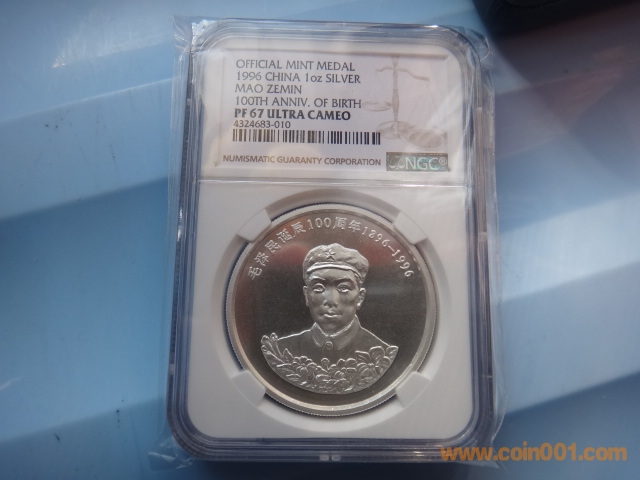 OFFICIAL MINT MEDAL
1996 CHINA 1oz SILVER
MAO ZEMIN
100TH ANNIV. OF BIRTH
PF 67 ULTRA CAMEO
4324683-010
NUMISMATIC GUARANTY CORPORATION
NGC®
毛泽民诞辰100周年1896-1996
www.coin001.com